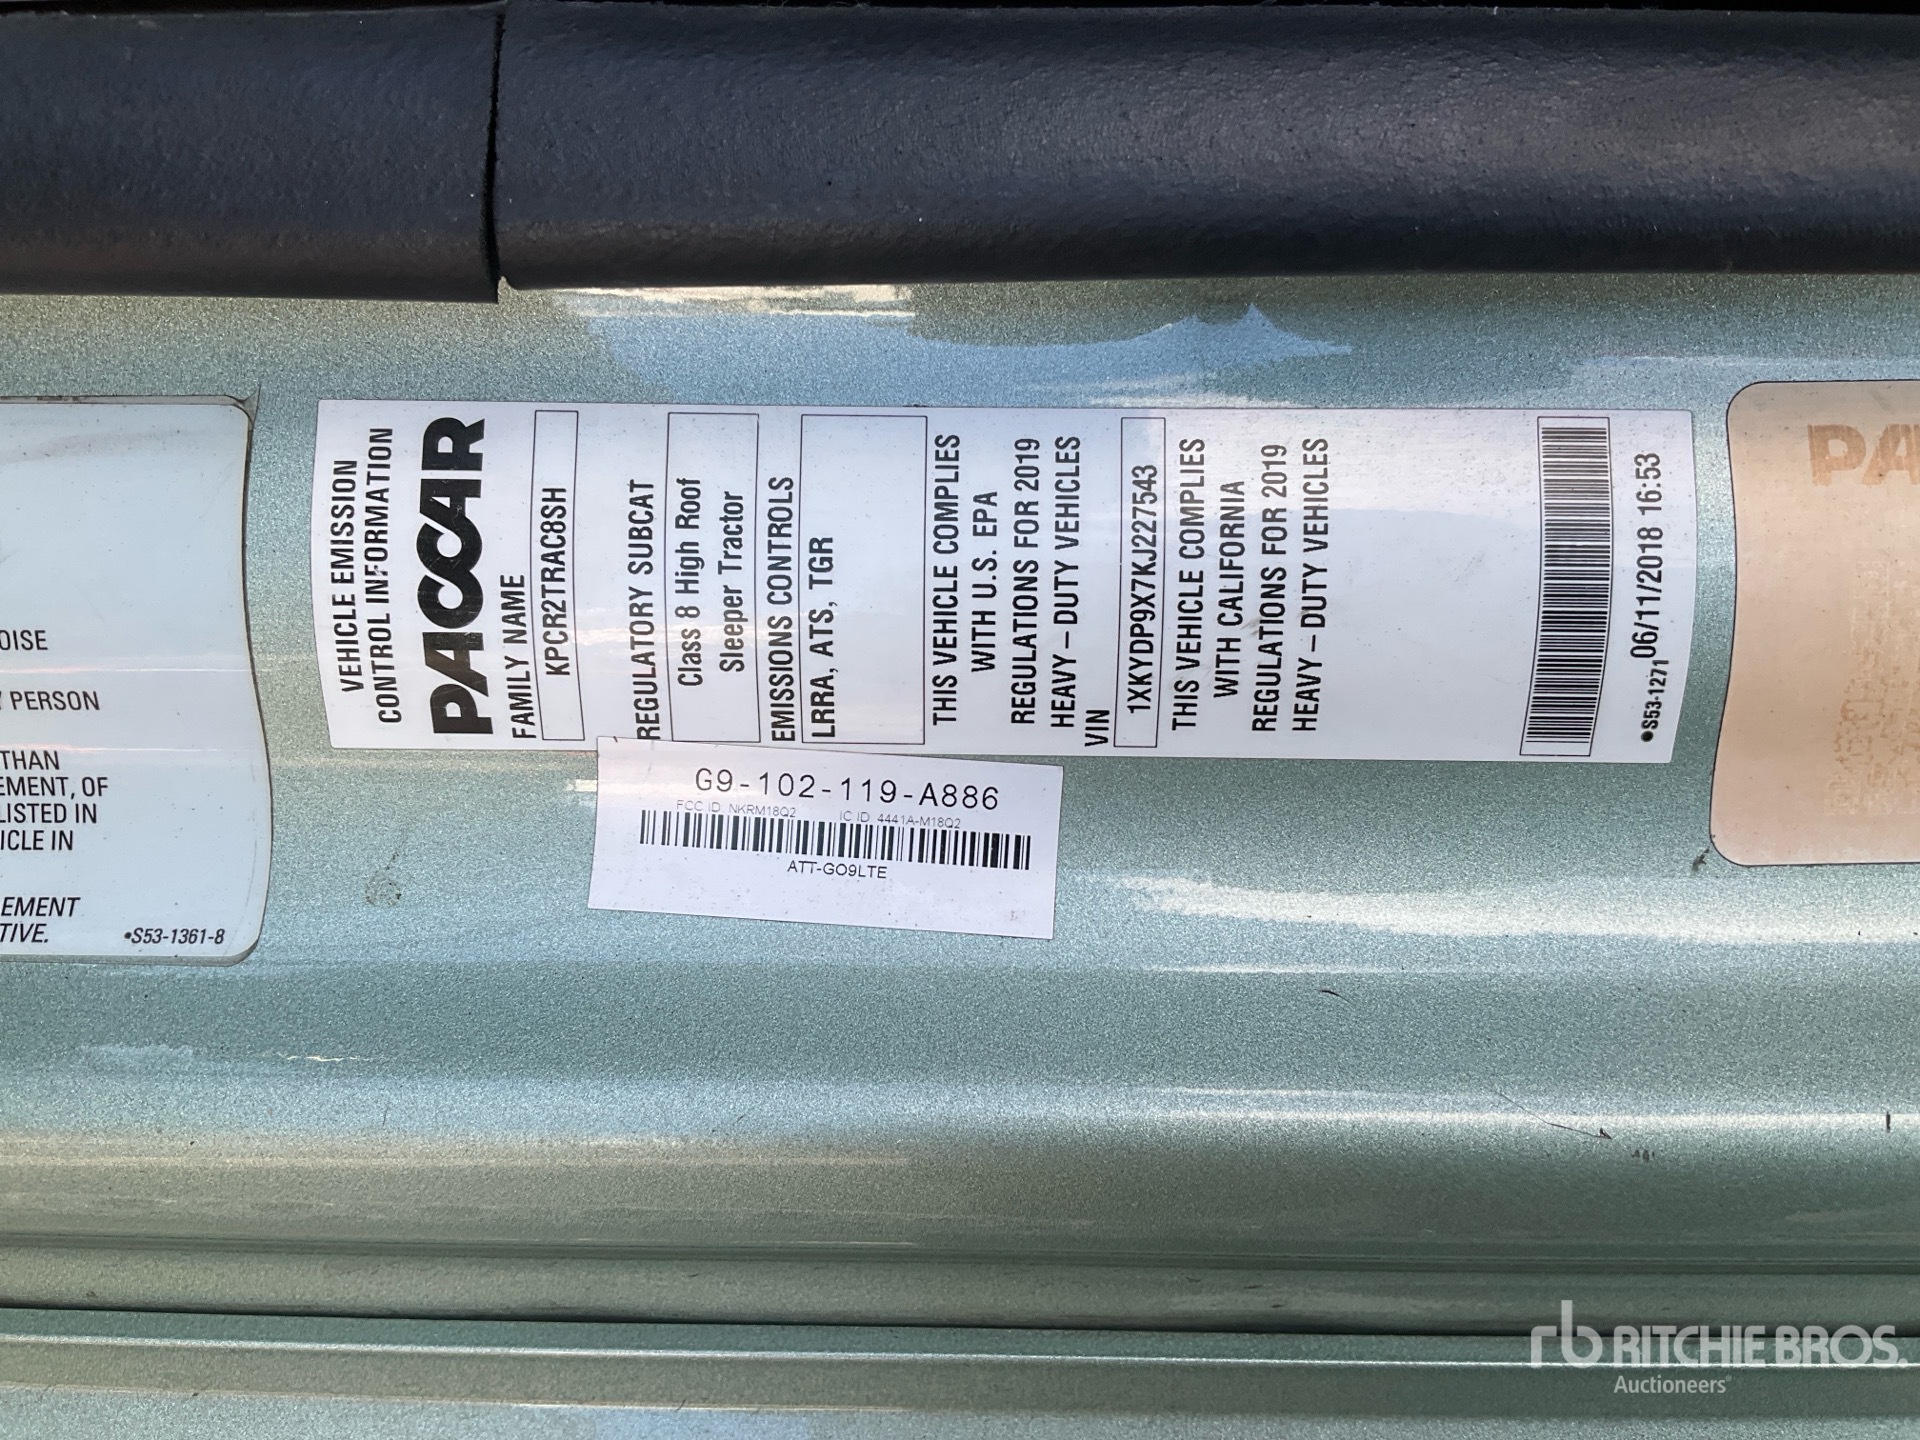 OISE
Y PERSON
THAN
EMENT, OF
LISTED IN
ICLE IN
EMENT
TIVE.
•S53-1361-8
VEHICLE EMISSION
CONTROL INFORMATION
PACCAR
FAMILY NAME
KPCR2TRAC8SH
REGULATORY SUBCAT
Class 8 High Roof
Sleeper Tractor
EMISSIONS CONTROLS
LRRA, ATS, TGR
THIS VEHICLE COMPLIES
WITH U.S. EPA
REGULATIONS FOR 2019
HEAVY – DUTY VEHICLES
VIN
1XKYDP9X7KJ227543
THIS VEHICLE COMPLIES
WITH CALIFORNIA
REGULATIONS FOR 2019
HEAVY – DUTY VEHICLES
•S53-1271 06/11/2018 16:53
G9-102-119-A886
FCC ID NKRM18Q2 IC ID 4441A-M18Q2
ATT-GO9LTE
PA
rb RITCHIE BROS.
Auctioneers